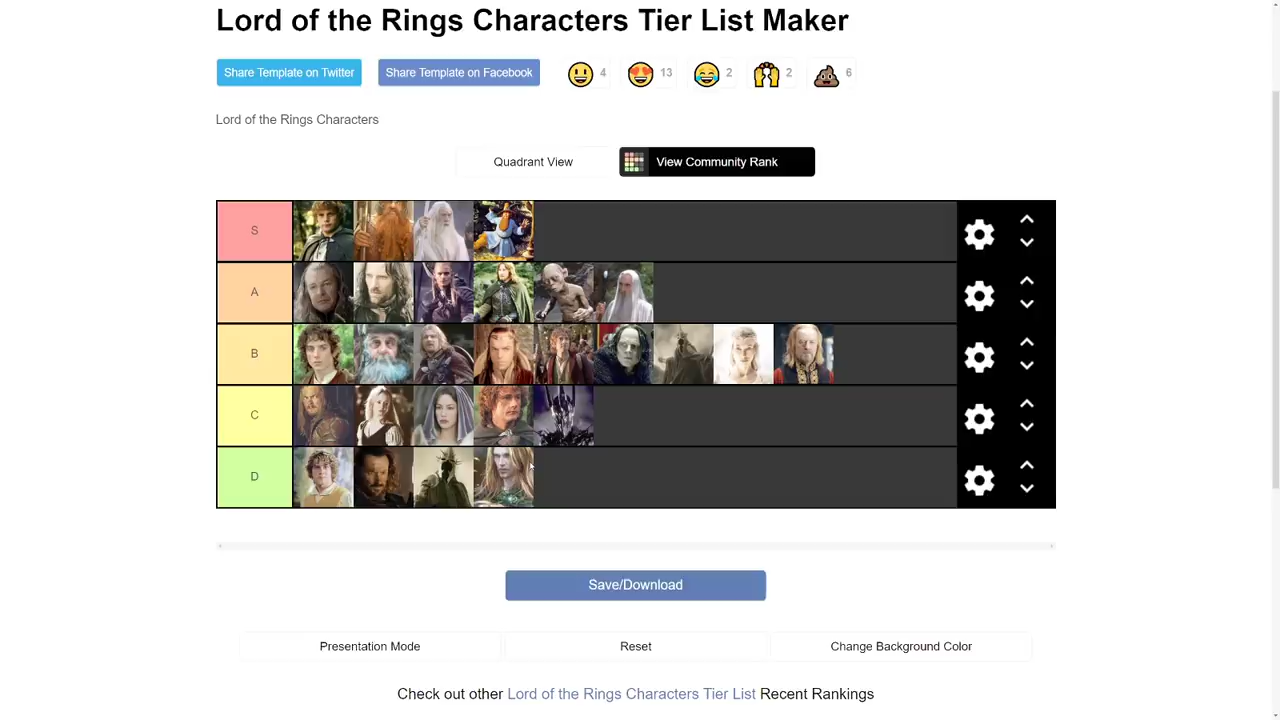 Lord of the Rings Characters Tier List Maker
Share Template on Twitter
Share Template on Facebook
4
13
2
2
6
Lord of the Rings Characters
Quadrant View
View Community Rank
S
A
B
C
D
Save/Download
Presentation Mode
Reset
Change Background Color
Check out other Lord of the Rings Characters Tier List Recent Rankings